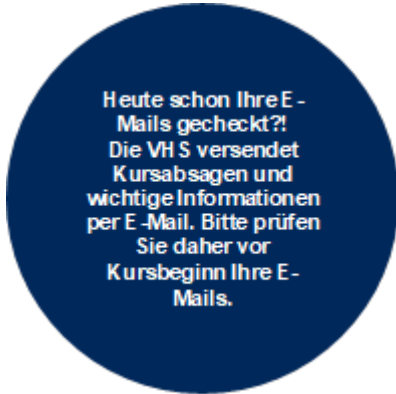 Heute schon Ihre E-
Mails gecheckt?!
Die VHS versendet
Kursabsagen und
wichtige Informationen
per E-Mail. Bitte prüfen
Sie daher vor
Kursbeginn Ihre E-
Mails.